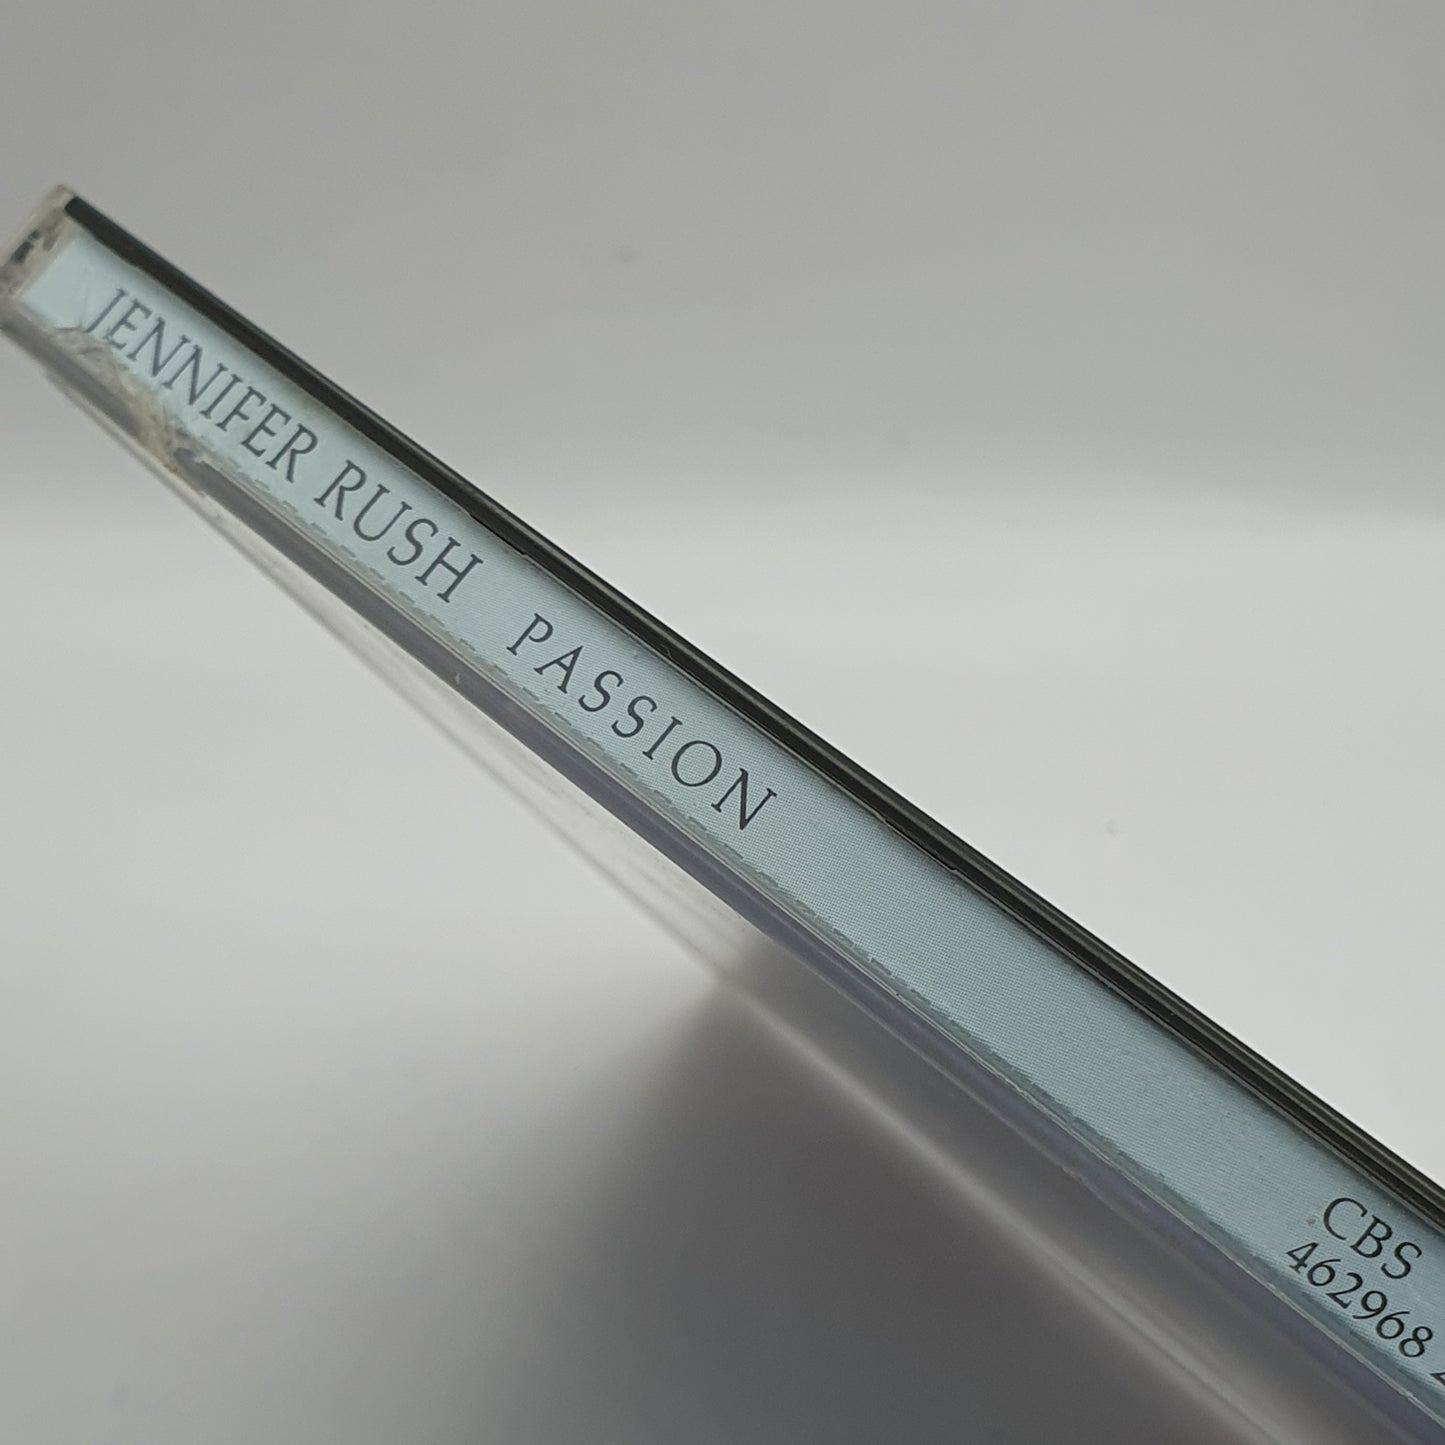 JENNIFER RUSH PASSION
CBS
462968